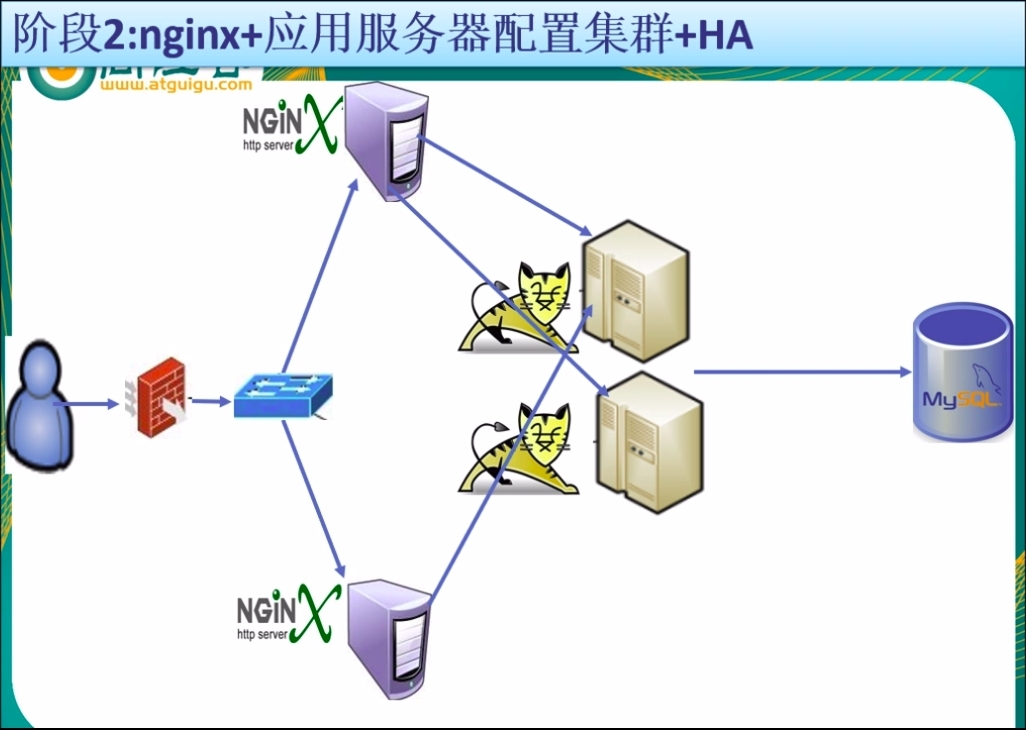 阶段2:nginx+应用服务器配置集群+HA
www.atguigu.com
NGiNX
http server
MySQL
NGiNX
http server